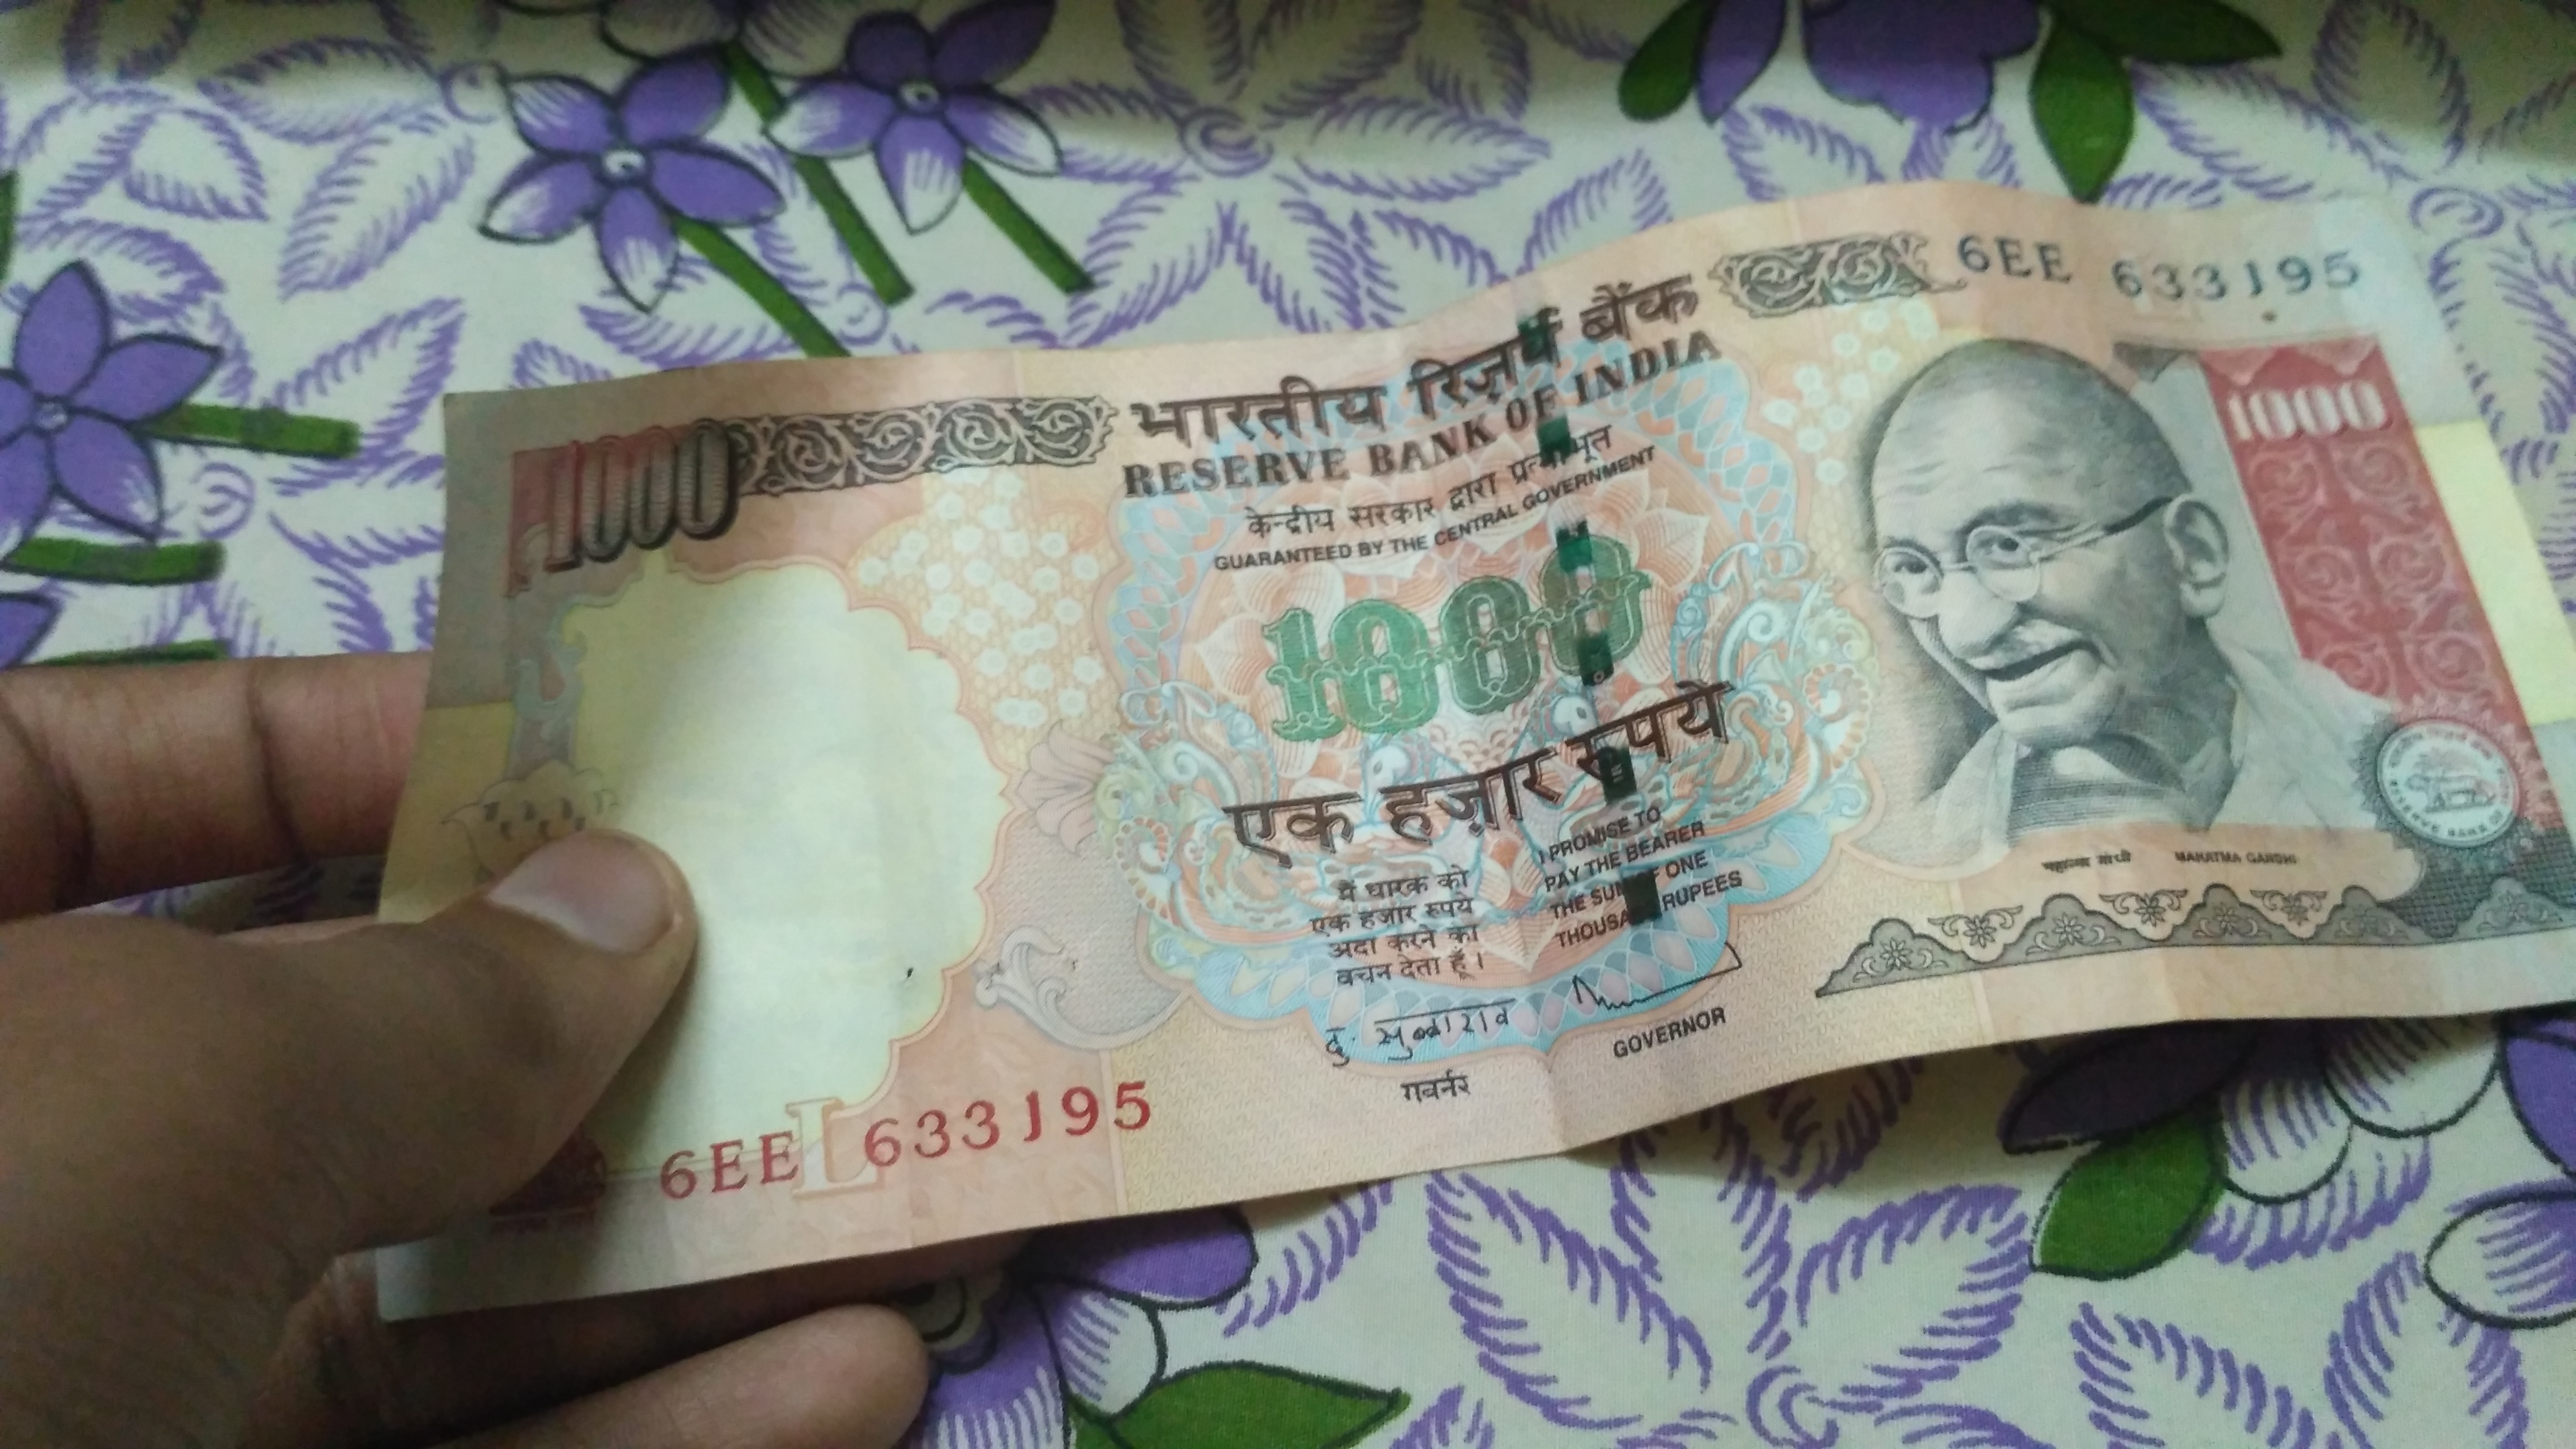 1000
भारतीय रिज़र्व बैंक
RESERVE BANK OF INDIA
केन्द्रीय सरकार द्वारा प्रत्याभूत
GUARANTEED BY THE CENTRAL GOVERNMENT
6EE 633195
1000
1000
एक हज़ार रुपये
मैं धारक को
एक हजार रुपये
अदा करने का
वचन देता हूँ।
I PROMISE TO
PAY THE BEARER
THE SUM OF ONE
THOUSAND RUPEES
दु. सुब्बाराव
गवर्नर
GOVERNOR
महात्मा गांधी MAHATMA GANDHI
6EE L 633195